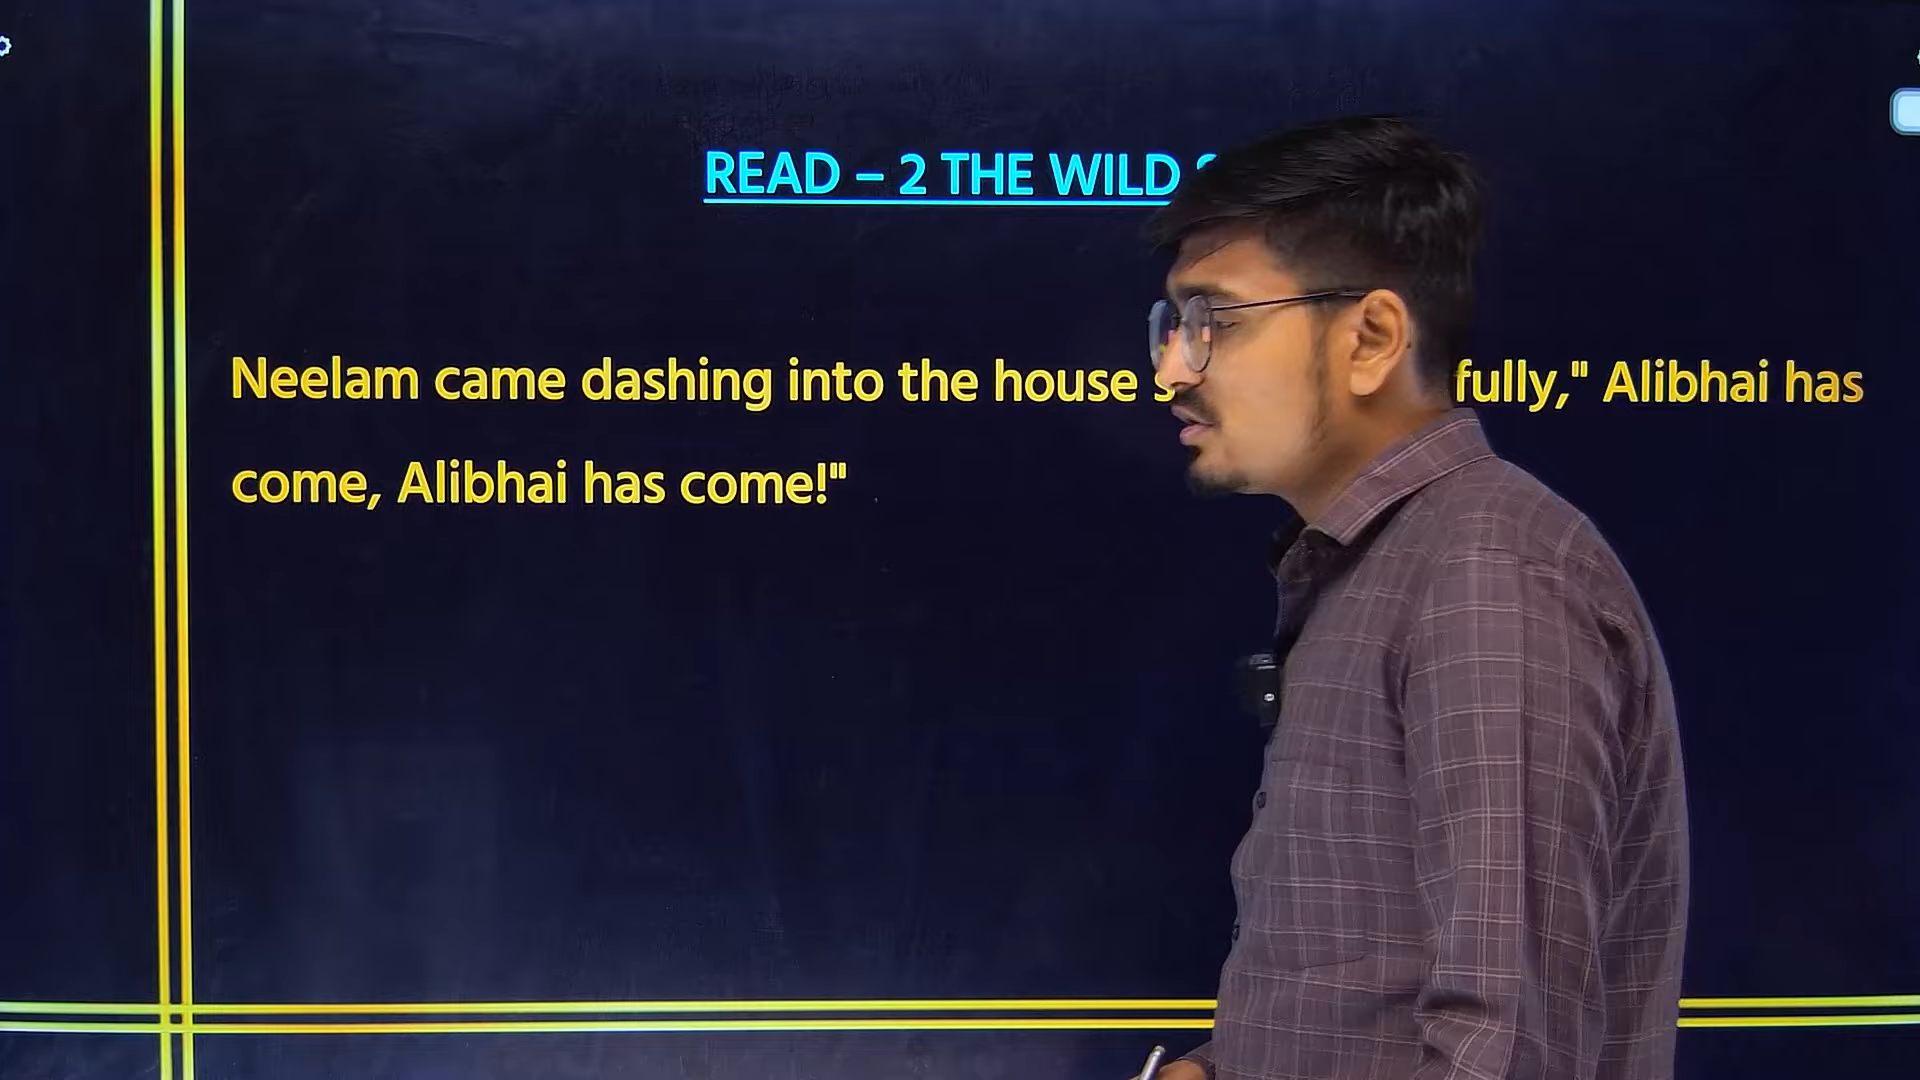 READ – 2 THE WILD
Neelam came dashing into the house fully," Alibhai has
come, Alibhai has come!"